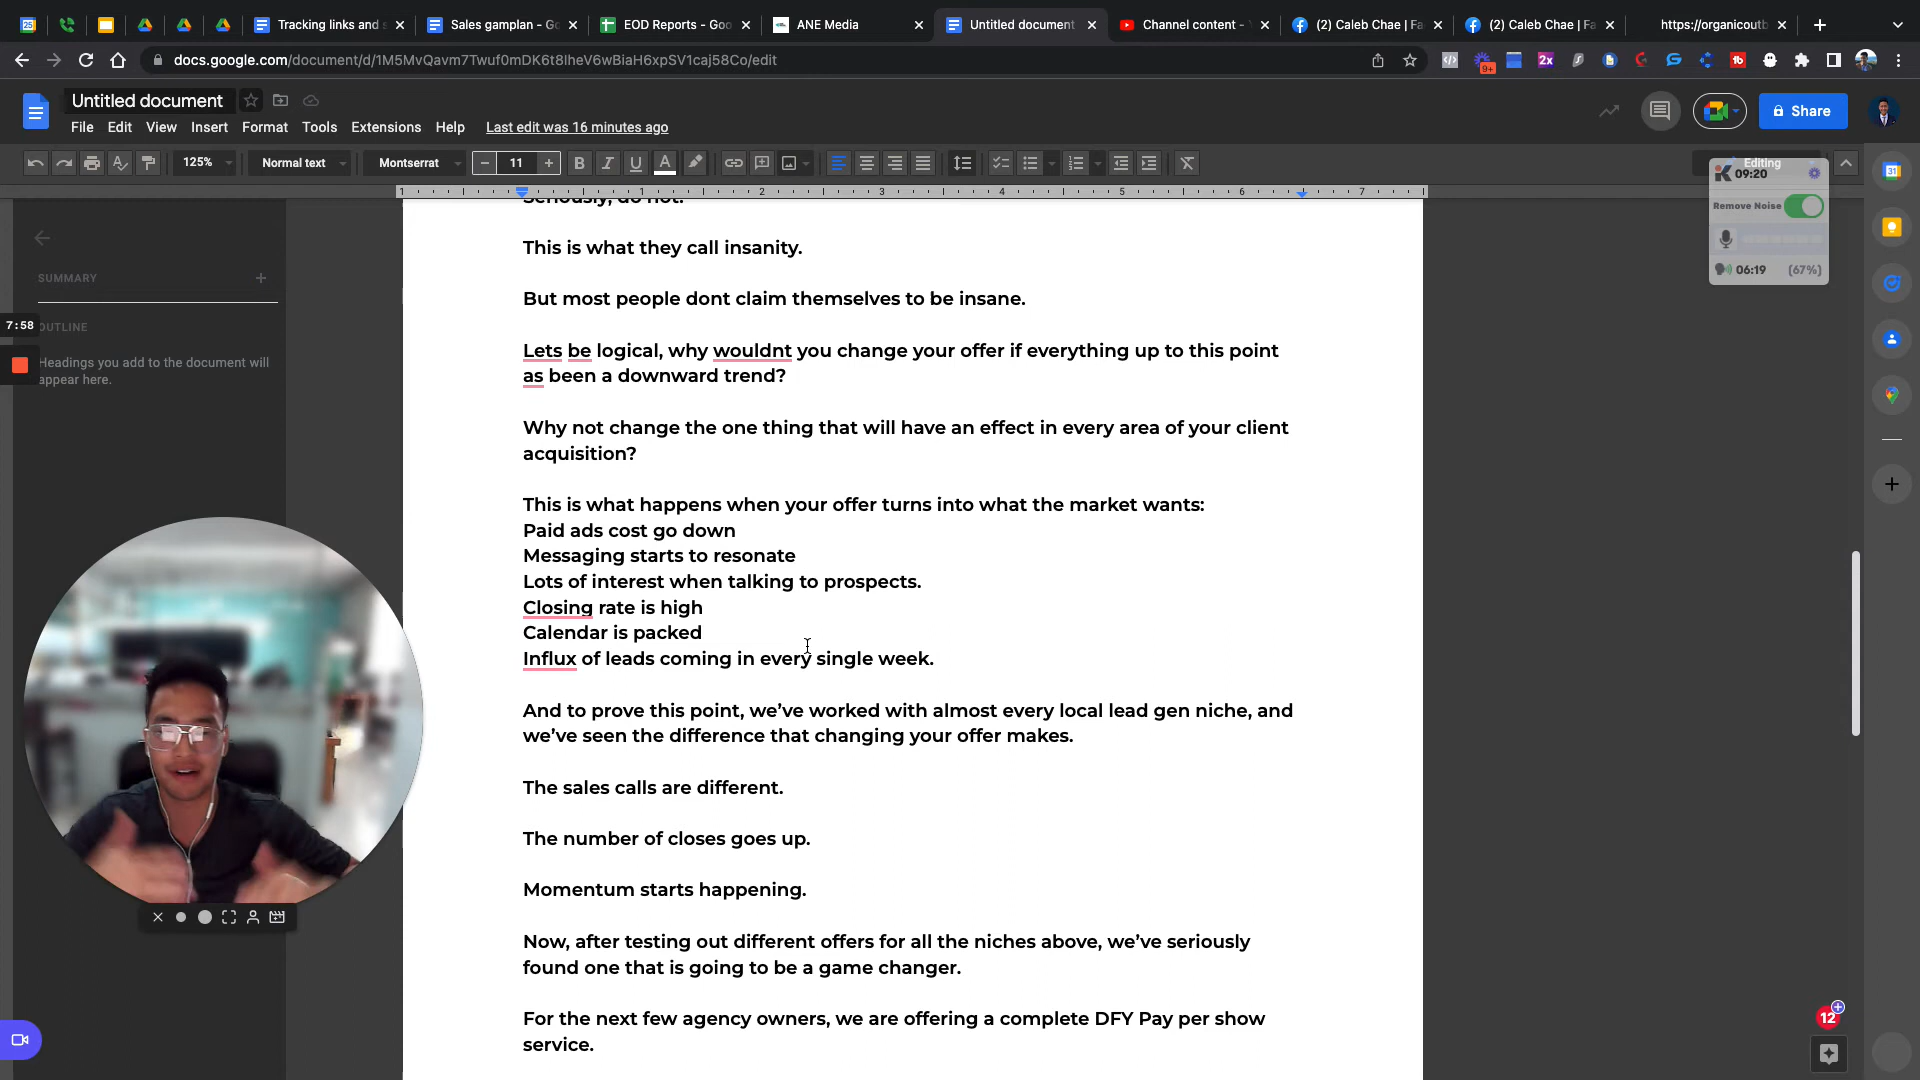 Tracking links and s
Sales gamplan - Go
EOD Reports - Goo
ANE Media
Untitled document
Channel content - Y
(2) Caleb Chae | Fa
(2) Caleb Chae | Fa
https://organicoutb
docs.google.com/document/d/1M5MvQavm7Twuf0mDK6t8lheV6wBiaH6xpSV1caj58Co/edit
9+
2x
Untitled document
File Edit View Insert Format Tools Extensions Help Last edit was 16 minutes ago
Share
125% Normal text Montserrat 11
Editing
09:20
Remove Noise
06:19 (67%)
1 1 2 3 4 5 6 7
SUMMARY
OUTLINE
Headings you add to the document will
appear here.
7:58
Seriously, do not.
This is what they call insanity.
But most people dont claim themselves to be insane.
Lets be logical, why wouldnt you change your offer if everything up to this point
as been a downward trend?
Why not change the one thing that will have an effect in every area of your client
acquisition?
This is what happens when your offer turns into what the market wants:
Paid ads cost go down
Messaging starts to resonate
Lots of interest when talking to prospects.
Closing rate is high
Calendar is packed
Influx of leads coming in every single week.
And to prove this point, we’ve worked with almost every local lead gen niche, and
we’ve seen the difference that changing your offer makes.
The sales calls are different.
The number of closes goes up.
Momentum starts happening.
Now, after testing out different offers for all the niches above, we’ve seriously
found one that is going to be a game changer.
For the next few agency owners, we are offering a complete DFY Pay per show
service.
12